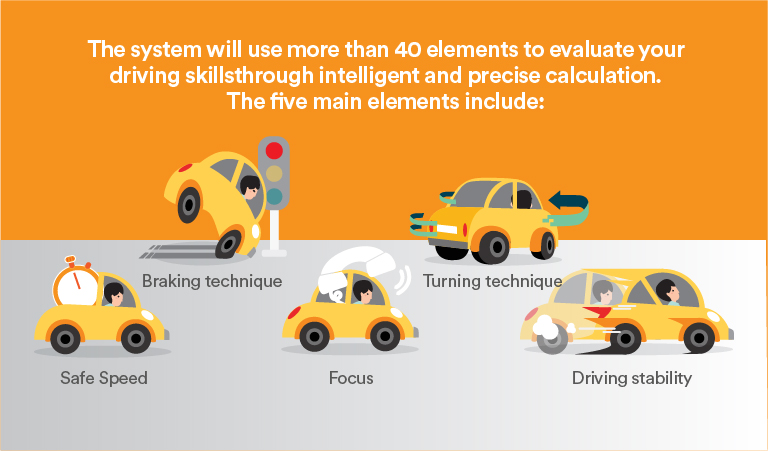 The system will use more than 40 elements to evaluate your
driving skillsthrough intelligent and precise calculation.
The five main elements include:
Braking technique
Turning technique
Safe Speed
Focus
Driving stability